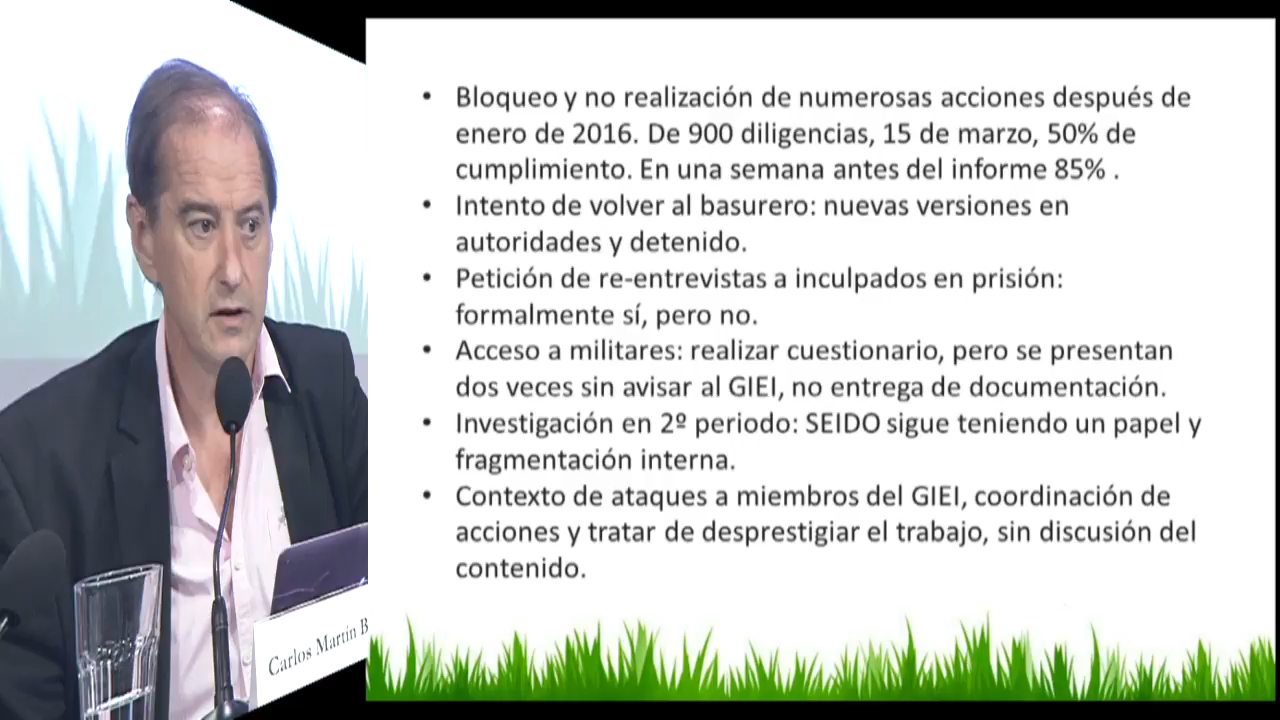 • Bloqueo y no realización de numerosas acciones después de
enero de 2016. De 900 diligencias, 15 de marzo, 50% de
cumplimiento. En una semana antes del informe 85% .
• Intento de volver al basurero: nuevas versiones en
autoridades y detenido.
• Petición de re-entrevistas a inculpados en prisión:
formalmente sí, pero no.
• Acceso a militares: realizar cuestionario, pero se presentan
dos veces sin avisar al GIEI, no entrega de documentación.
• Investigación en 2º periodo: SEIDO sigue teniendo un papel y
fragmentación interna.
• Contexto de ataques a miembros del GIEI, coordinación de
acciones y tratar de desprestigiar el trabajo, sin discusión del
contenido.
Carlos Martín B